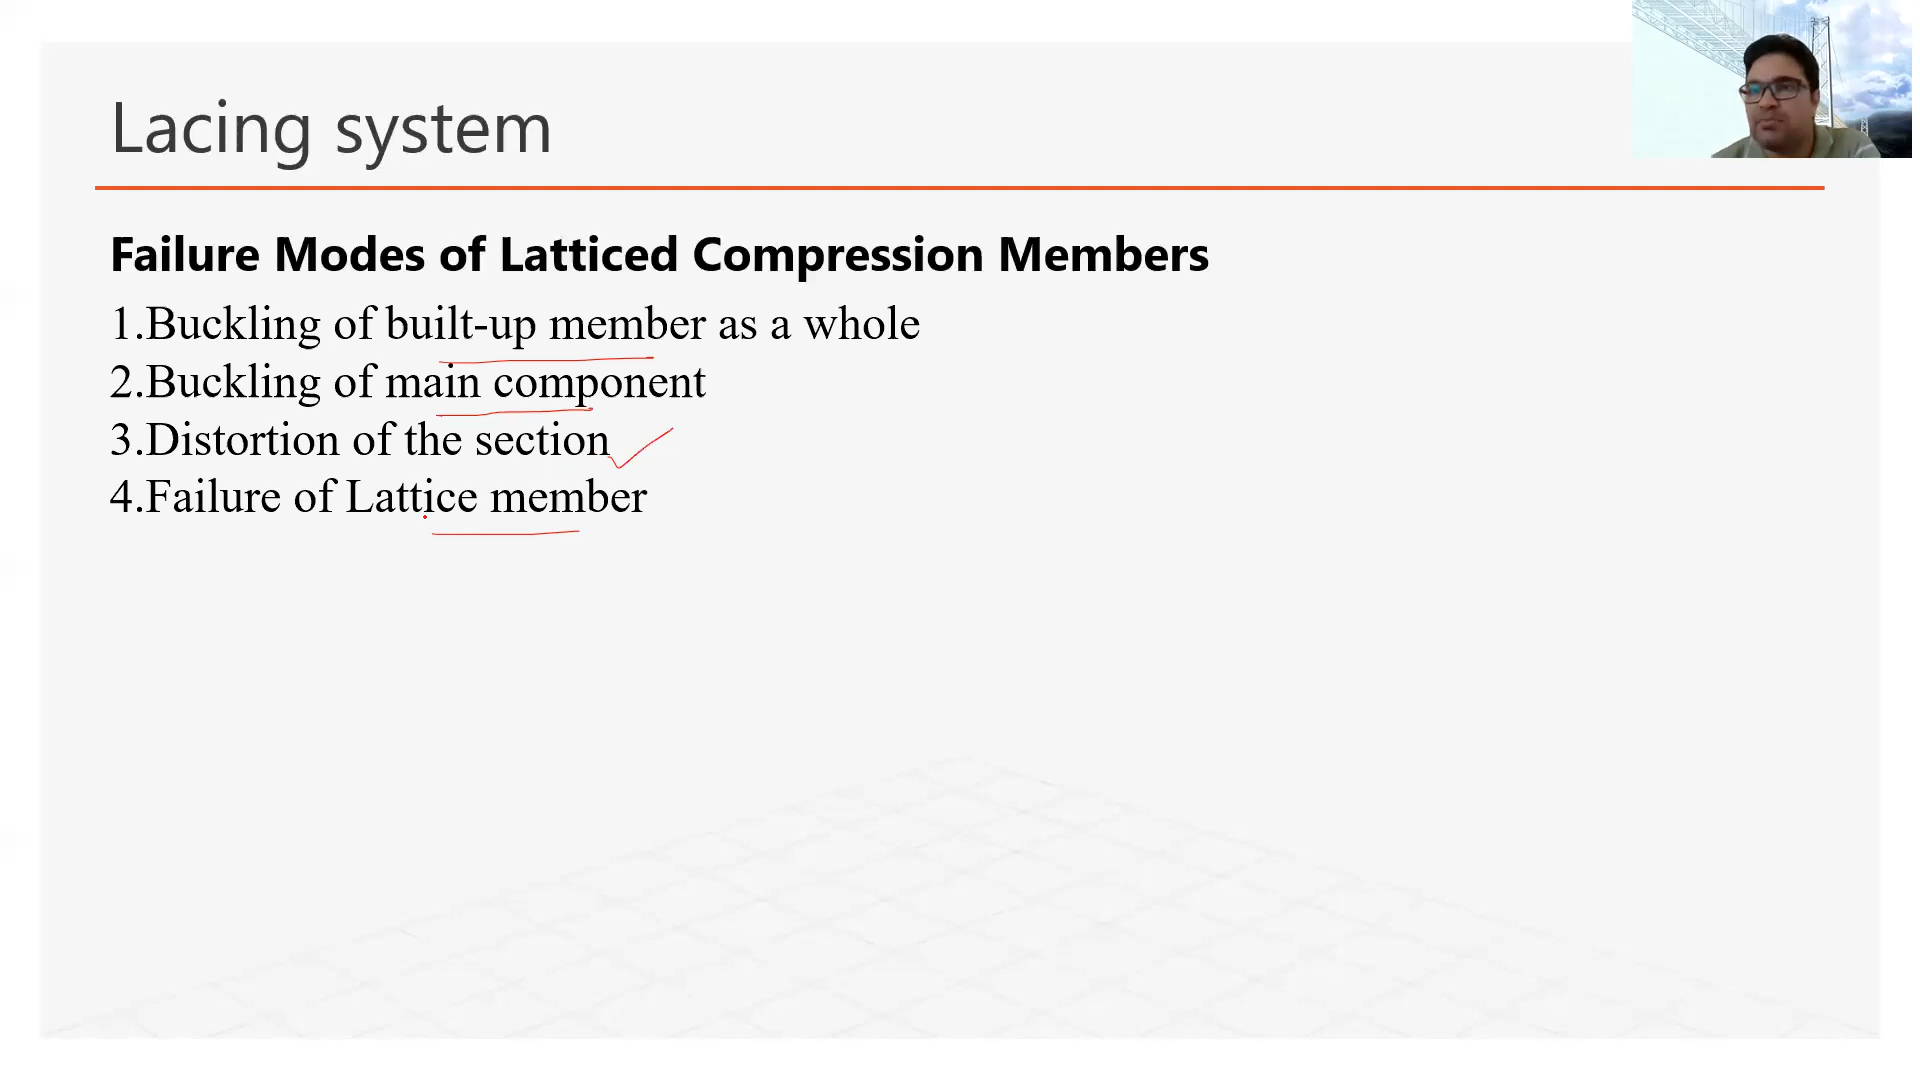 Lacing system
Failure Modes of Latticed Compression Members
1.Buckling of built-up member as a whole
2.Buckling of main component
3.Distortion of the section
4.Failure of Lattice member